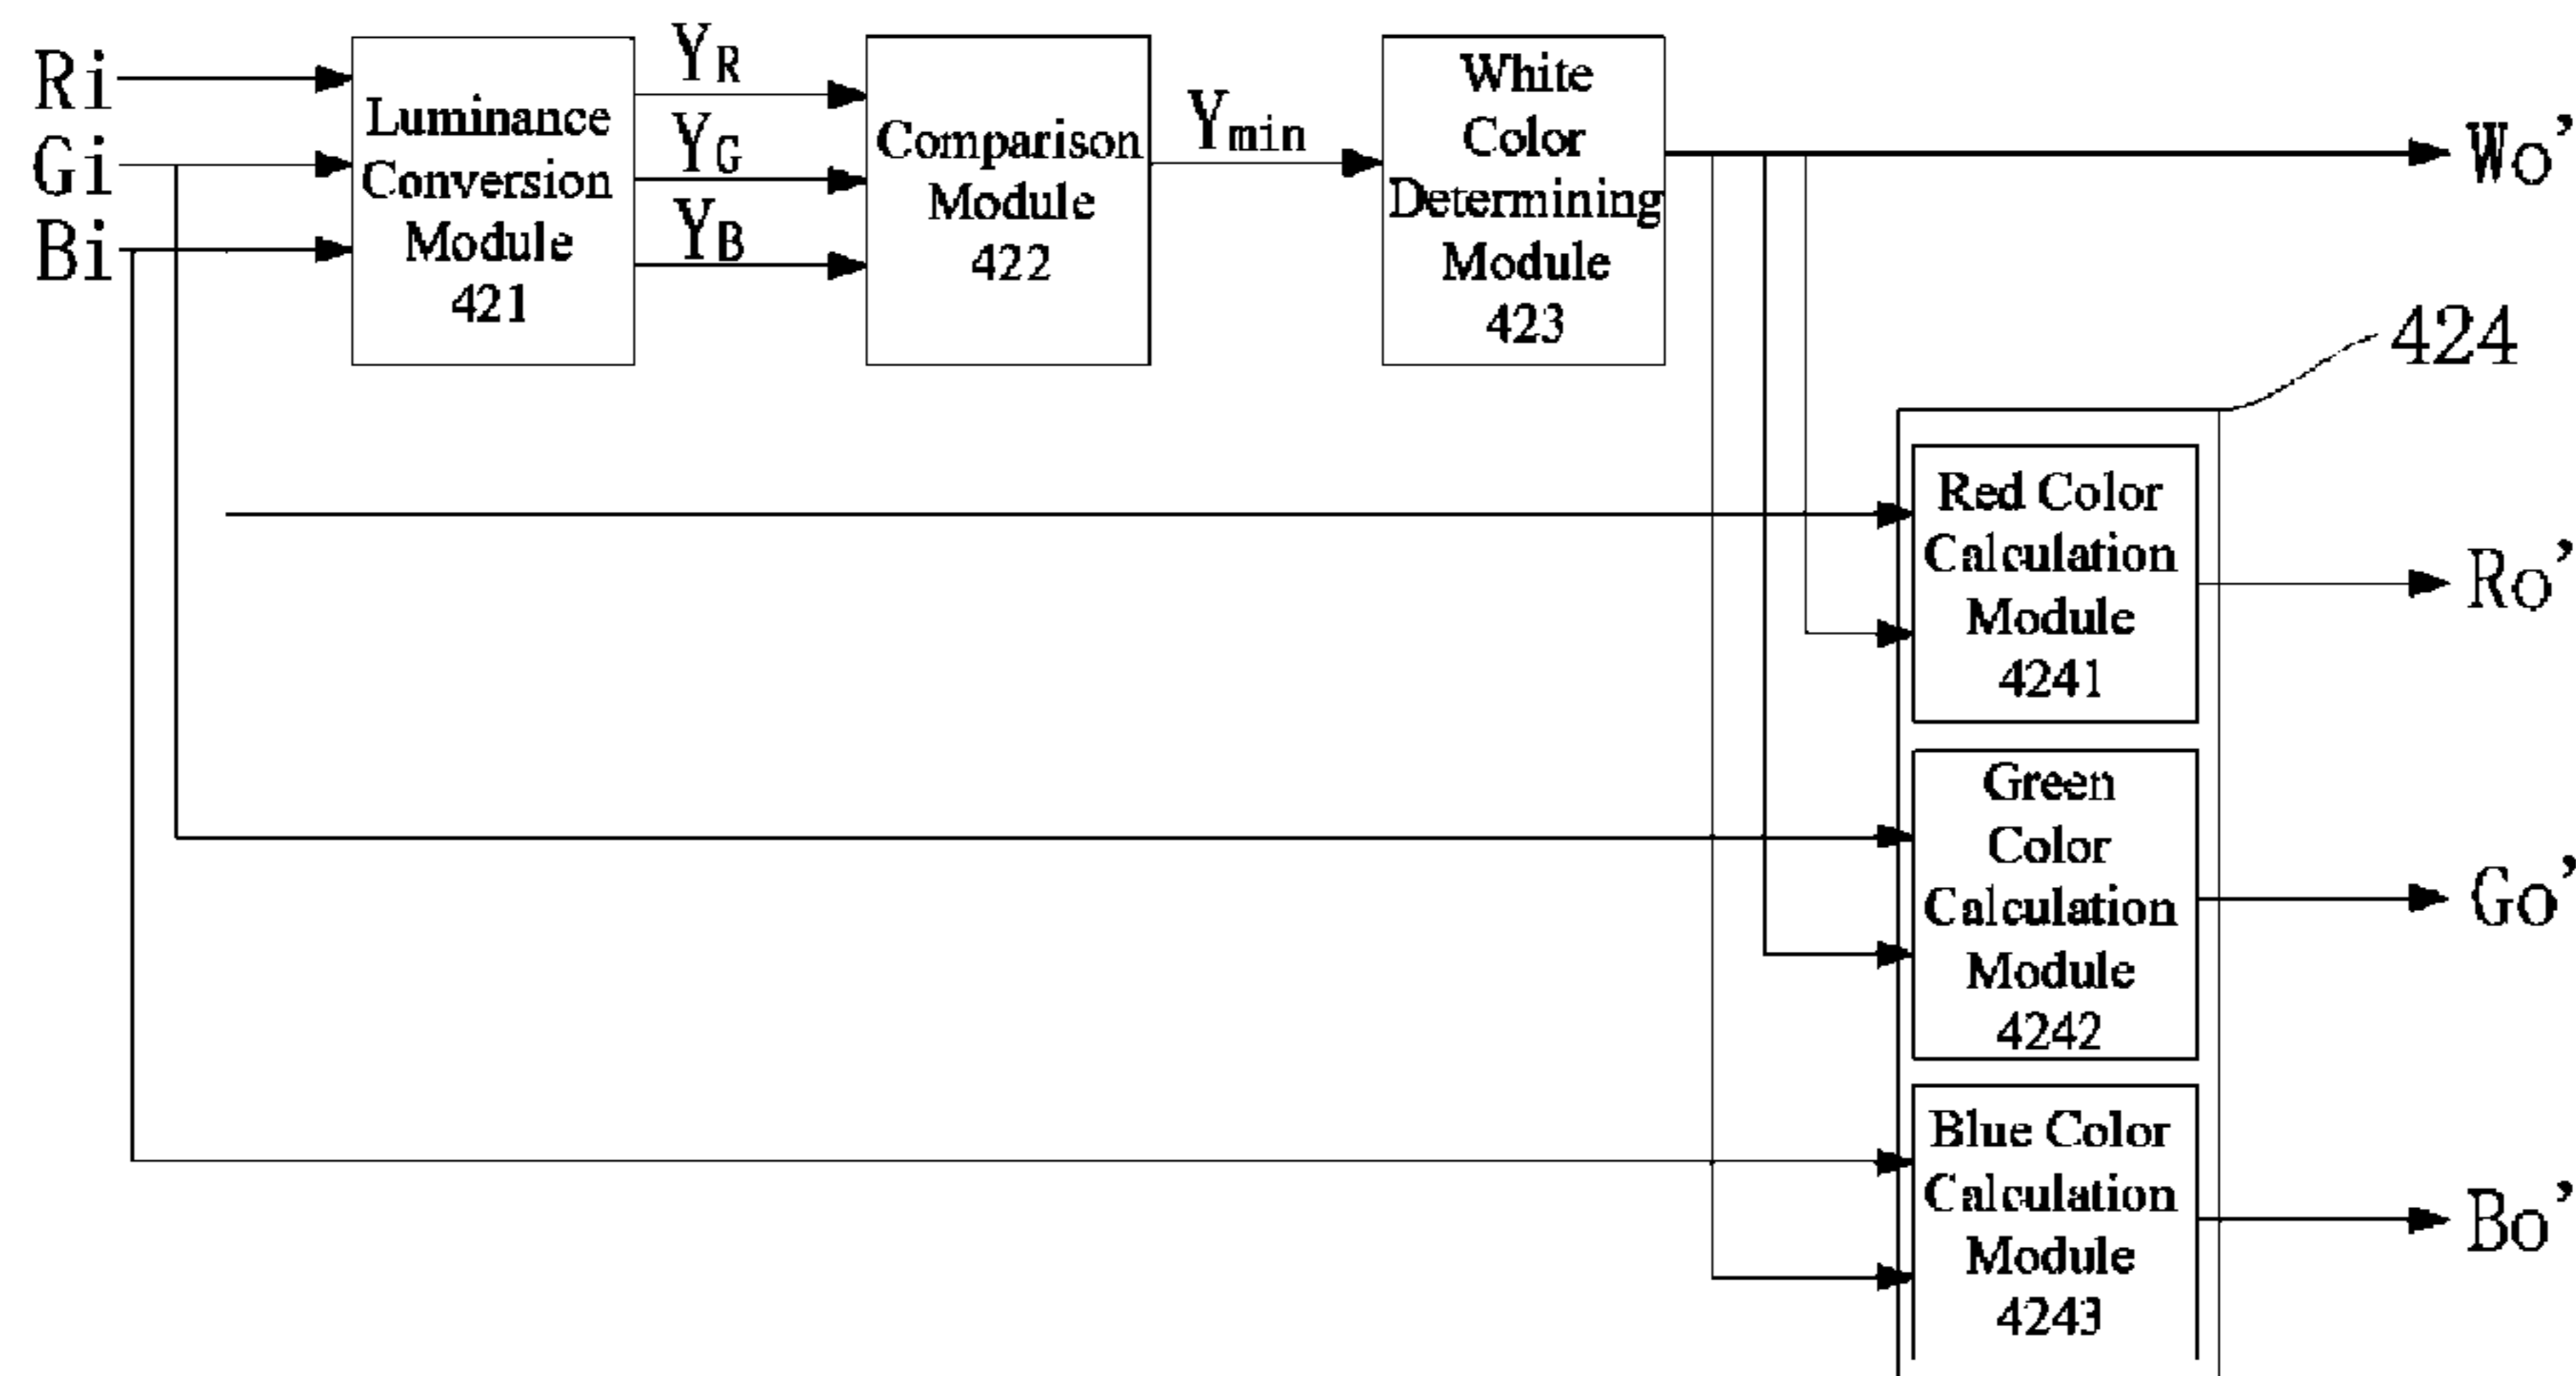 Ri
Gi
Bi
Luminance
Conversion
Module
421
YR
YG
YB
Comparison
Module
422
Ymin
White
Color
Determining
Module
423
Wo'
424
Red Color
Calculation
Module
4241
Ro'
Green
Color
Calculation
Module
4242
Go'
Blue Color
Calculation
Module
4243
Bo'